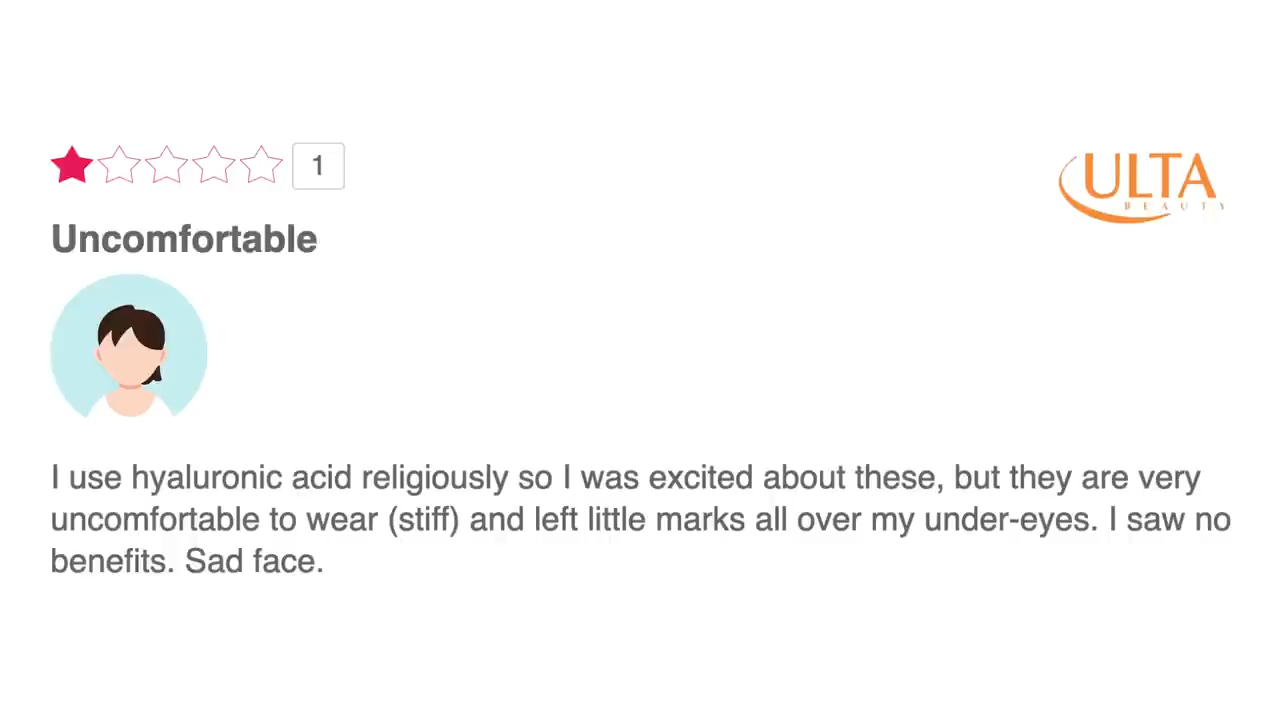 1
ULTA
BEAUTY
Uncomfortable
I use hyaluronic acid religiously so I was excited about these, but they are very
uncomfortable to wear (stiff) and left little marks all over my under-eyes. I saw no
benefits. Sad face.